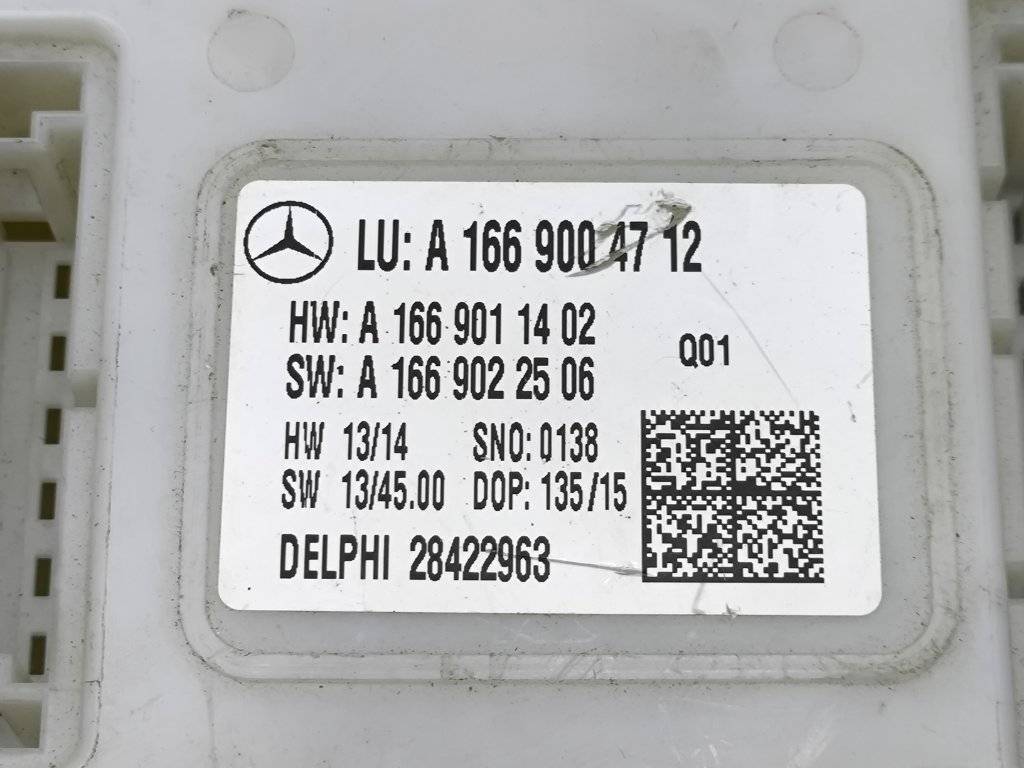 LU: A 166 900 47 12
HW: A 166 901 14 02
SW: A 166 902 25 06
Q01
HW 13/14 SNO: 0138
SW 13/45.00 DOP: 135/15
DELPHI 28422963